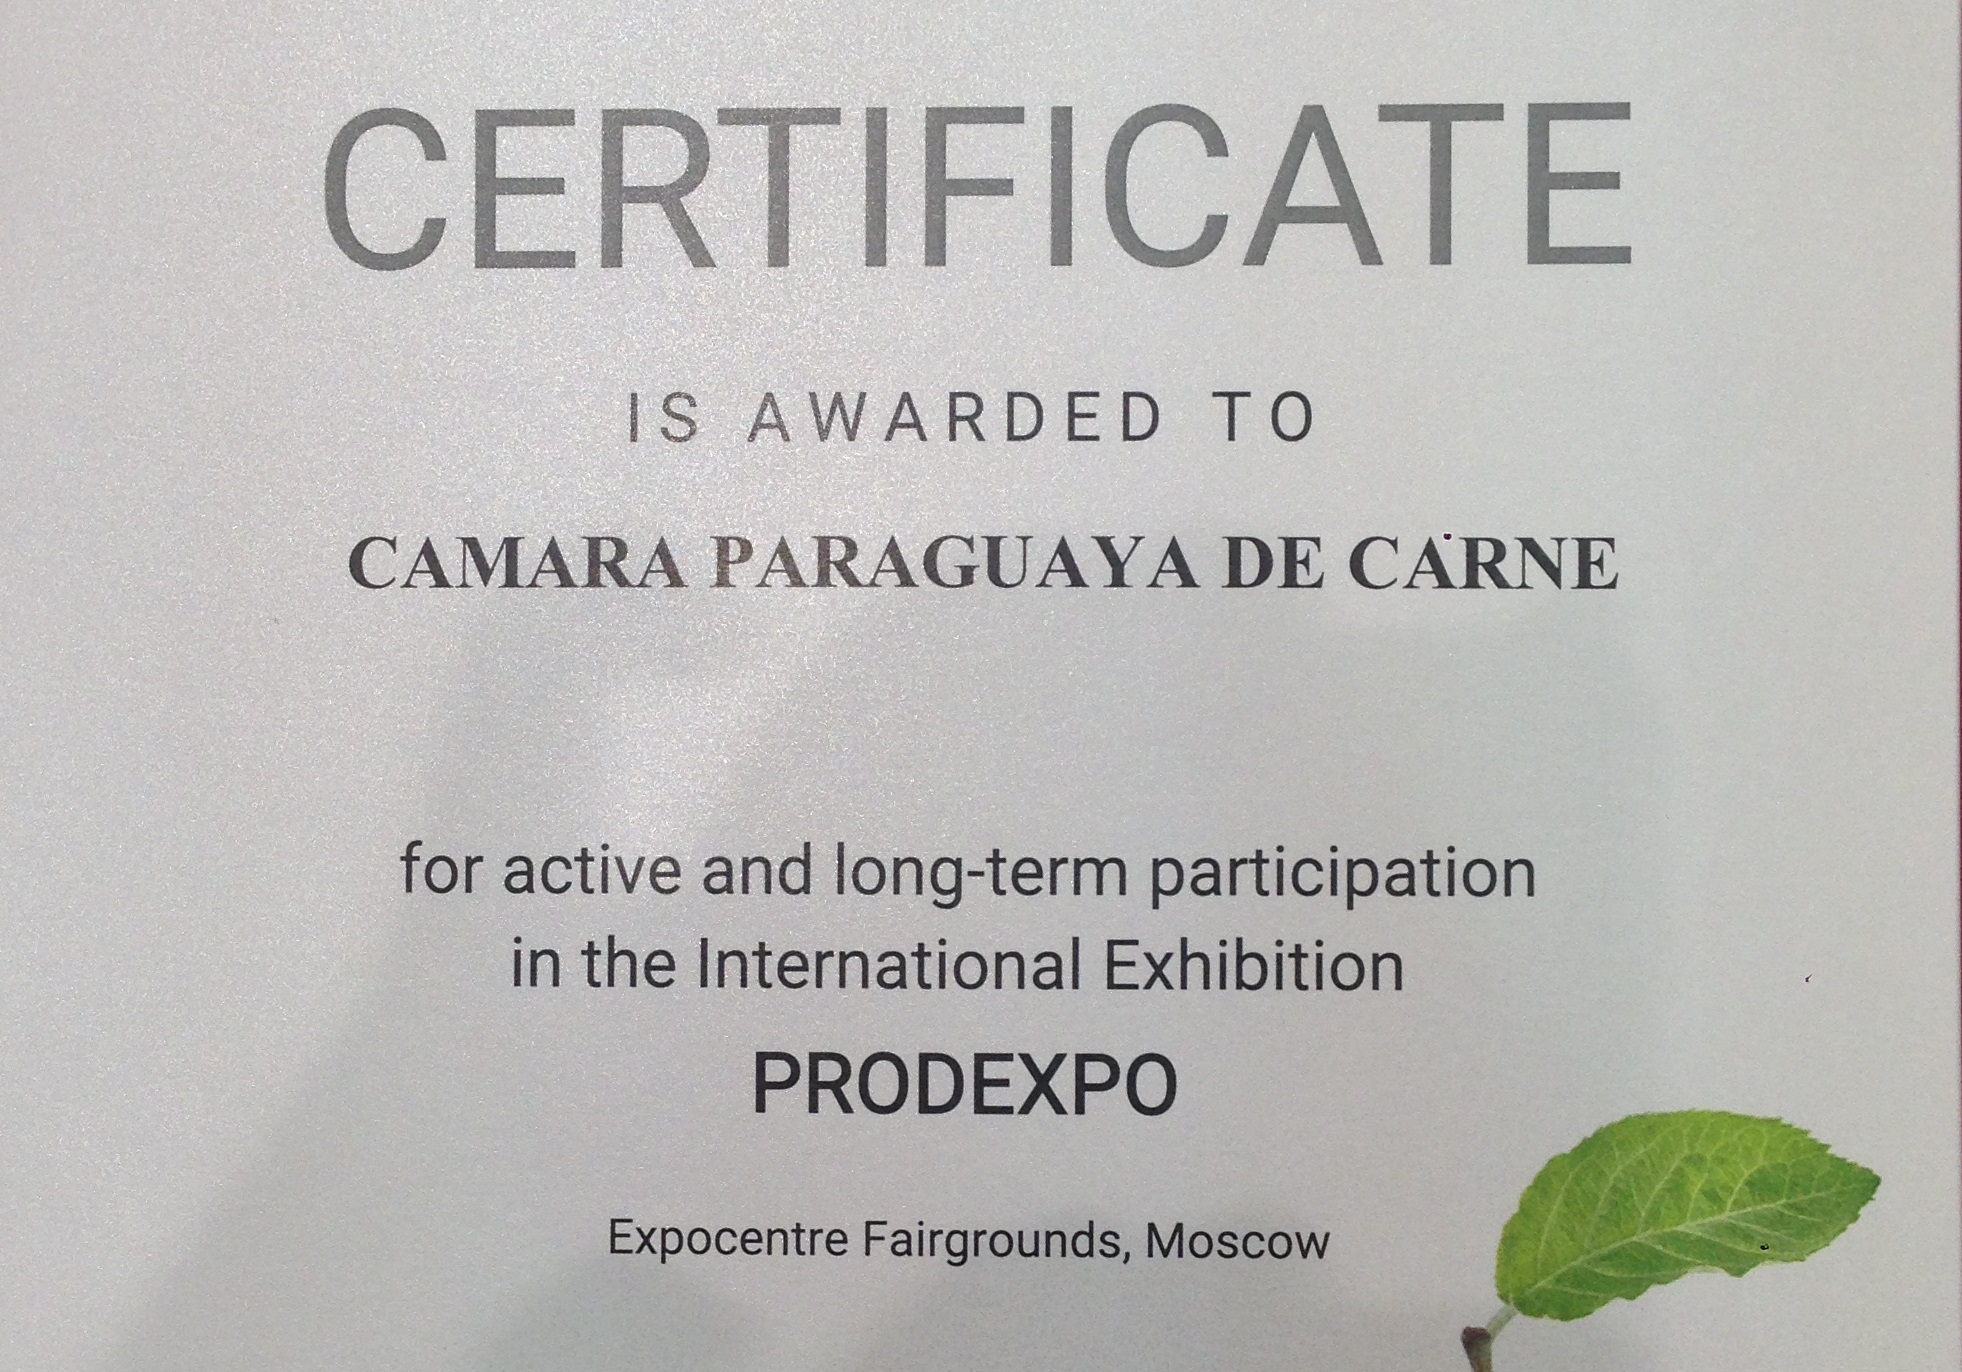 CERTIFICATE
IS AWARDED TO
CAMARA PARAGUAYA DE CARNE
for active and long-term participation
in the International Exhibition
PRODEXPO
Expocentre Fairgrounds, Moscow